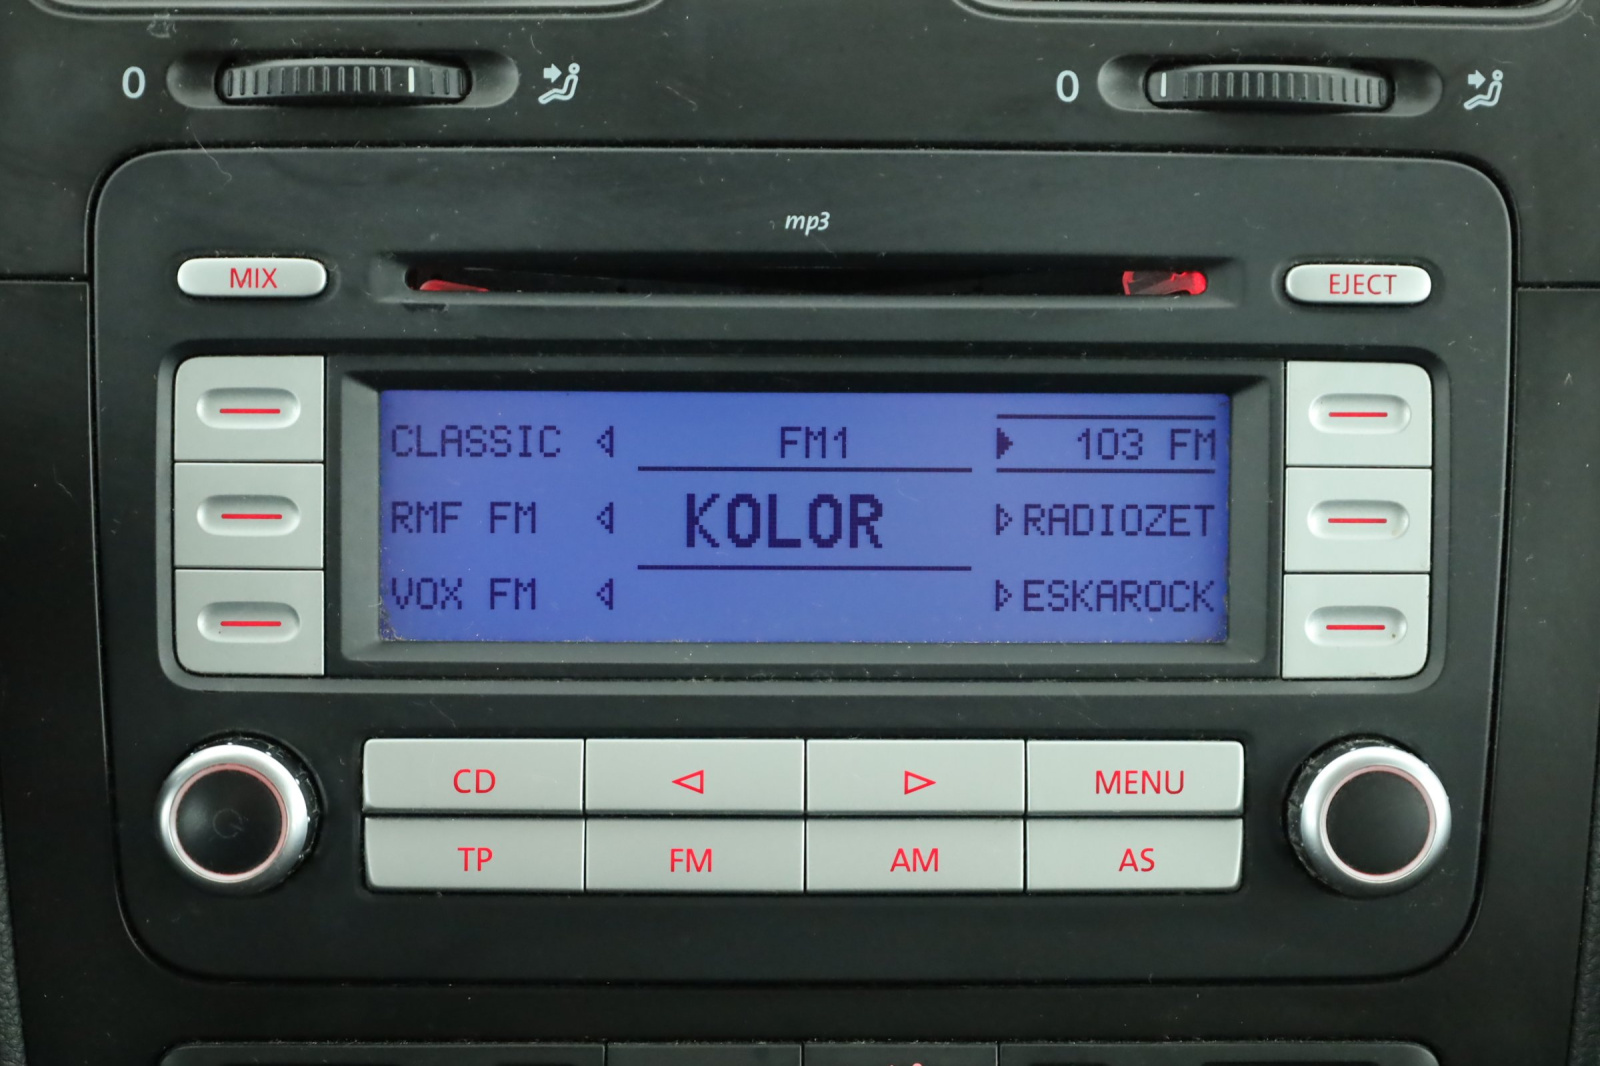 0 0
mp3
MIX EJECT
CLASSIC FM1 103 FM
RMF FM KOLOR RADIOZET
VOX FM ESKAROCK
CD MENU
TP FM AM AS